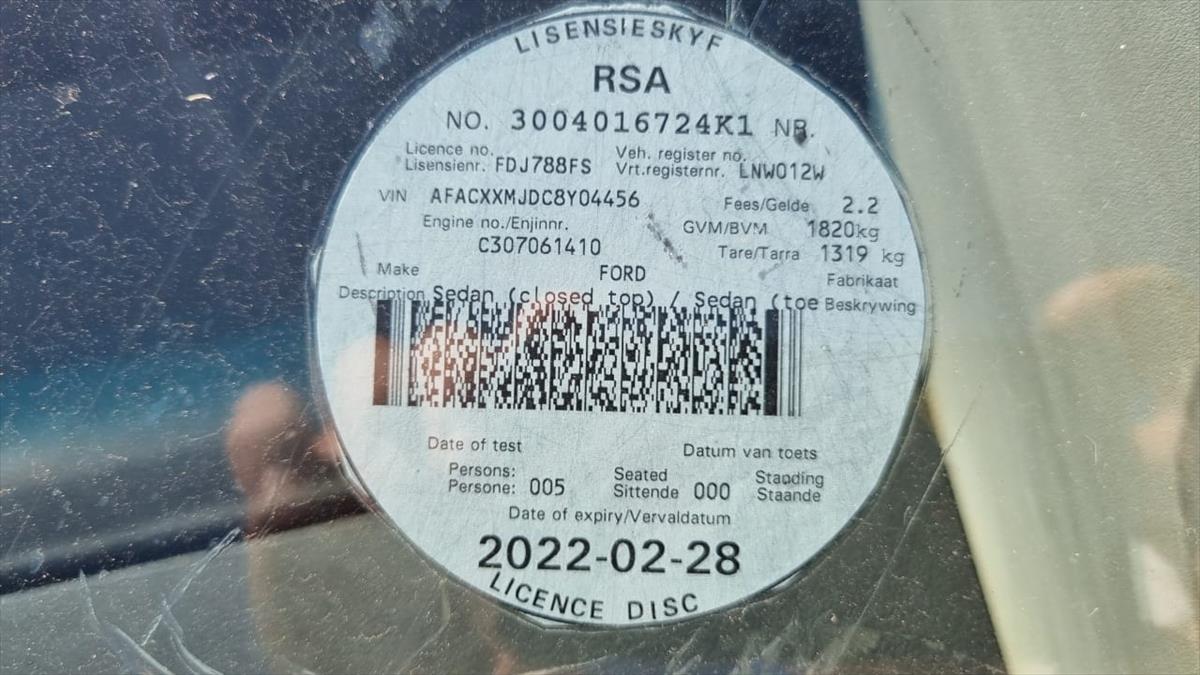 LISENSIESKYF
RSA
NO. 3004016724K1 NR.
Licence no. Veh. register no.
Lisensienr. FDJ788FS Vrt.registernr. LNW012W
VIN AFACXXMJDC8Y04456 Fees/Gelde 2.2
Engine no./Enjinnr. GVM/BVM 1820kg
C307061410 Tare/Tarra 1319 kg
Make FORD Fabrikaat
Description Sedan (closed top) / Sedan (toe Beskrywing
Date of test Datum van toets
Persons: Seated Standing
Persone: 005 Sittende 000 Staande
Date of expiry/Vervaldatum
2022-02-28
LICENCE DISC